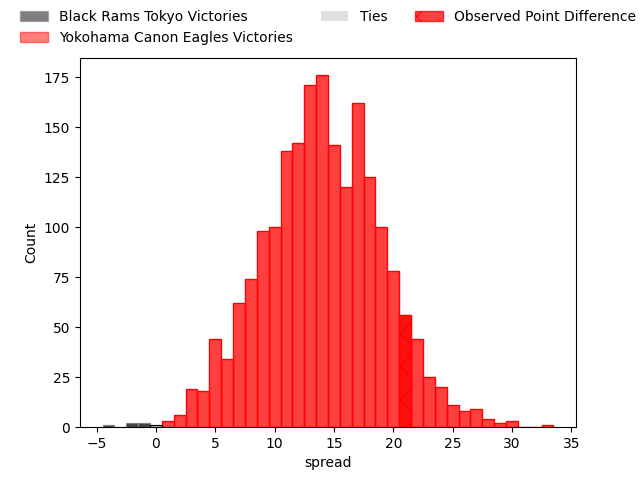 Black Rams Tokyo Victories
Yokohama Canon Eagles Victories
Ties
Observed Point Difference
Count
175
150
125
100
75
50
25
0
−5 0 5 10 15 20 25 30 35
spread